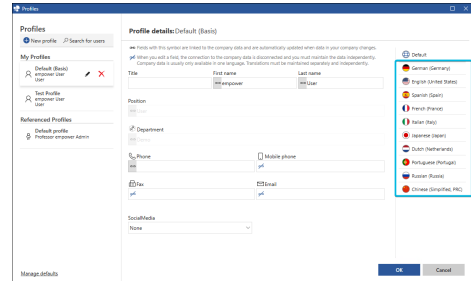 Profiles
Profiles
New profile Search for users
My Profiles
Default (Basis)
empower User
User
Test Profile
empower User
User
Referenced Profiles
Default profile
Professor empower Admin
Manage defaults
Profile details: Default (Basis)
Fields with this symbol are linked to the company data and are automatically updated when data in your company changes.
When you edit a field, the connection to the company data is disconnected and you must maintain the data independently.
Company data is usually only available in one language. Translations must be maintained separately and independently.
Title First name Last name
empower User
Position
Department
Phone Mobile phone
Fax Email
SocialMedia
None
Default
German (Germany)
English (United States)
Spanish (Spain)
French (France)
Italian (Italy)
Japanese (Japan)
Dutch (Netherlands)
Portuguese (Portugal)
Russian (Russia)
Chinese (Simplified, PRC)
OK Cancel